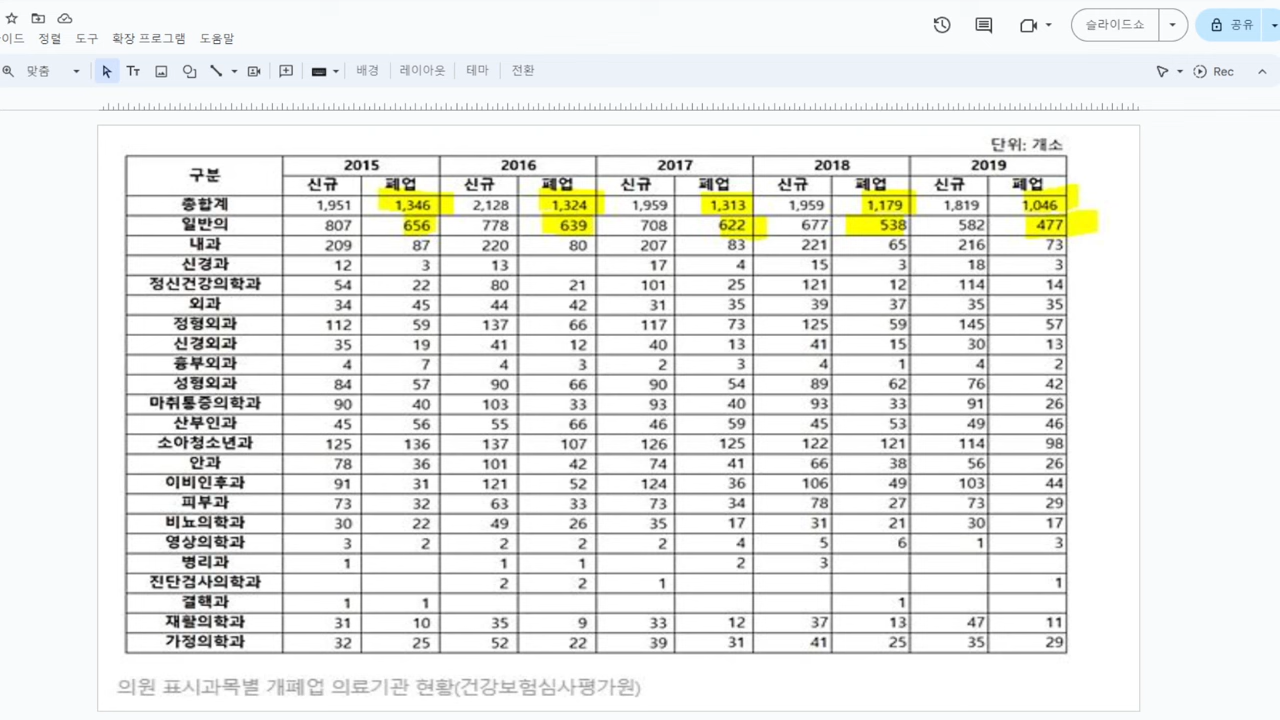 이드 정렬 도구 확장 프로그램 도움말
슬라이드쇼 공유
맞춤 Tт 배경 레이아웃 테마 전환 Rec
단위: 개소
구분 2015 2016 2017 2018 2019
신규 폐업 신규 폐업 신규 폐업 신규 폐업 신규 폐업
총합계 1,951 1,346 2,128 1,324 1,959 1,313 1,959 1,179 1,819 1,046
일반의 807 656 778 639 708 622 677 538 582 477
내과 209 87 220 80 207 83 221 65 216 73
신경과 12 3 13 17 4 15 3 18 3
정신건강의학과 54 22 80 21 101 25 121 12 114 14
외과 34 45 44 42 31 35 39 37 35 35
정형외과 112 59 137 66 117 73 125 59 145 57
신경외과 35 19 41 12 40 13 41 15 30 13
흉부외과 4 7 4 3 2 3 4 1 4 2
성형외과 84 57 90 66 90 54 89 62 76 42
마취통증의학과 90 40 103 33 93 40 93 33 91 26
산부인과 45 56 55 66 46 59 45 53 49 46
소아청소년과 125 136 137 107 126 125 122 121 114 98
안과 78 36 101 42 74 41 66 38 56 26
이비인후과 91 31 121 52 124 36 106 49 103 44
피부과 73 32 63 33 73 34 78 27 73 29
비뇨의학과 30 22 49 26 35 17 31 21 30 17
영상의학과 3 2 2 2 2 4 5 6 1 3
병리과 1 1 1 2 3
진단검사의학과 2 2 1 1
결핵과 1 1 1
재활의학과 31 10 35 9 33 12 37 13 47 11
가정의학과 32 25 52 22 39 31 41 25 35 29
의원 표시과목별 개폐업 의료기관 현황(건강보험심사평가원)